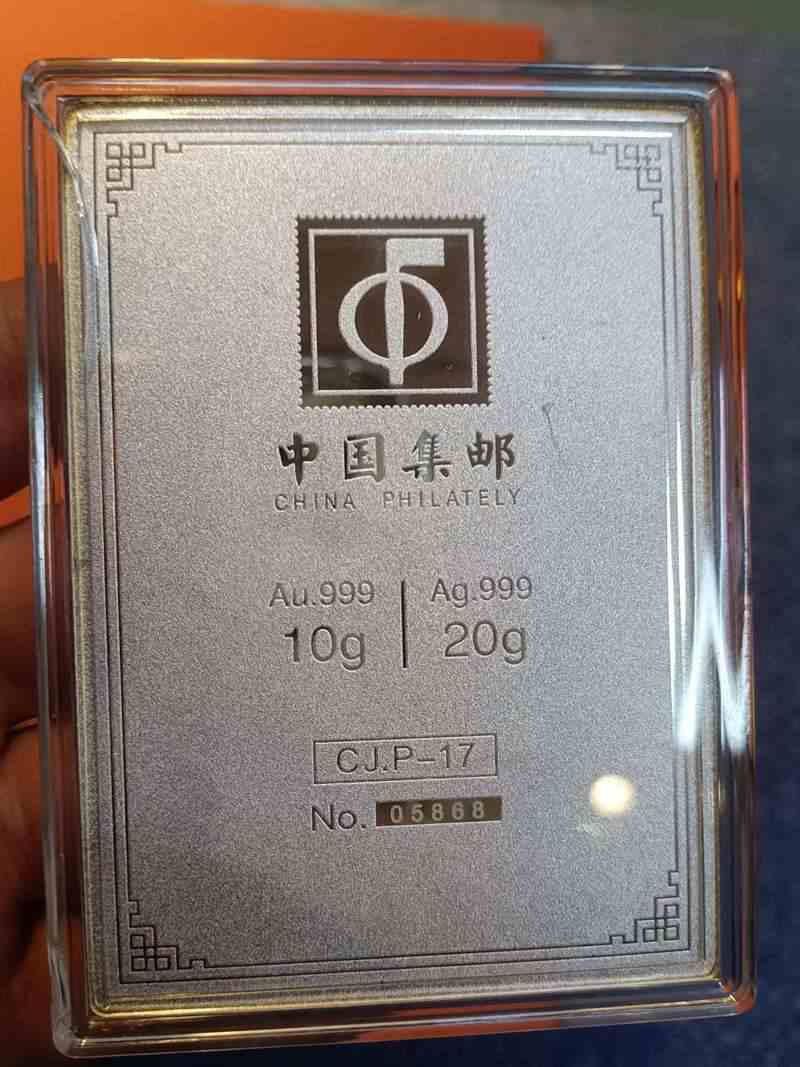 中国集邮
CHINA PHILATELY
Au.999 Ag.999
10g 20g
CJ.P-17
No. 05868